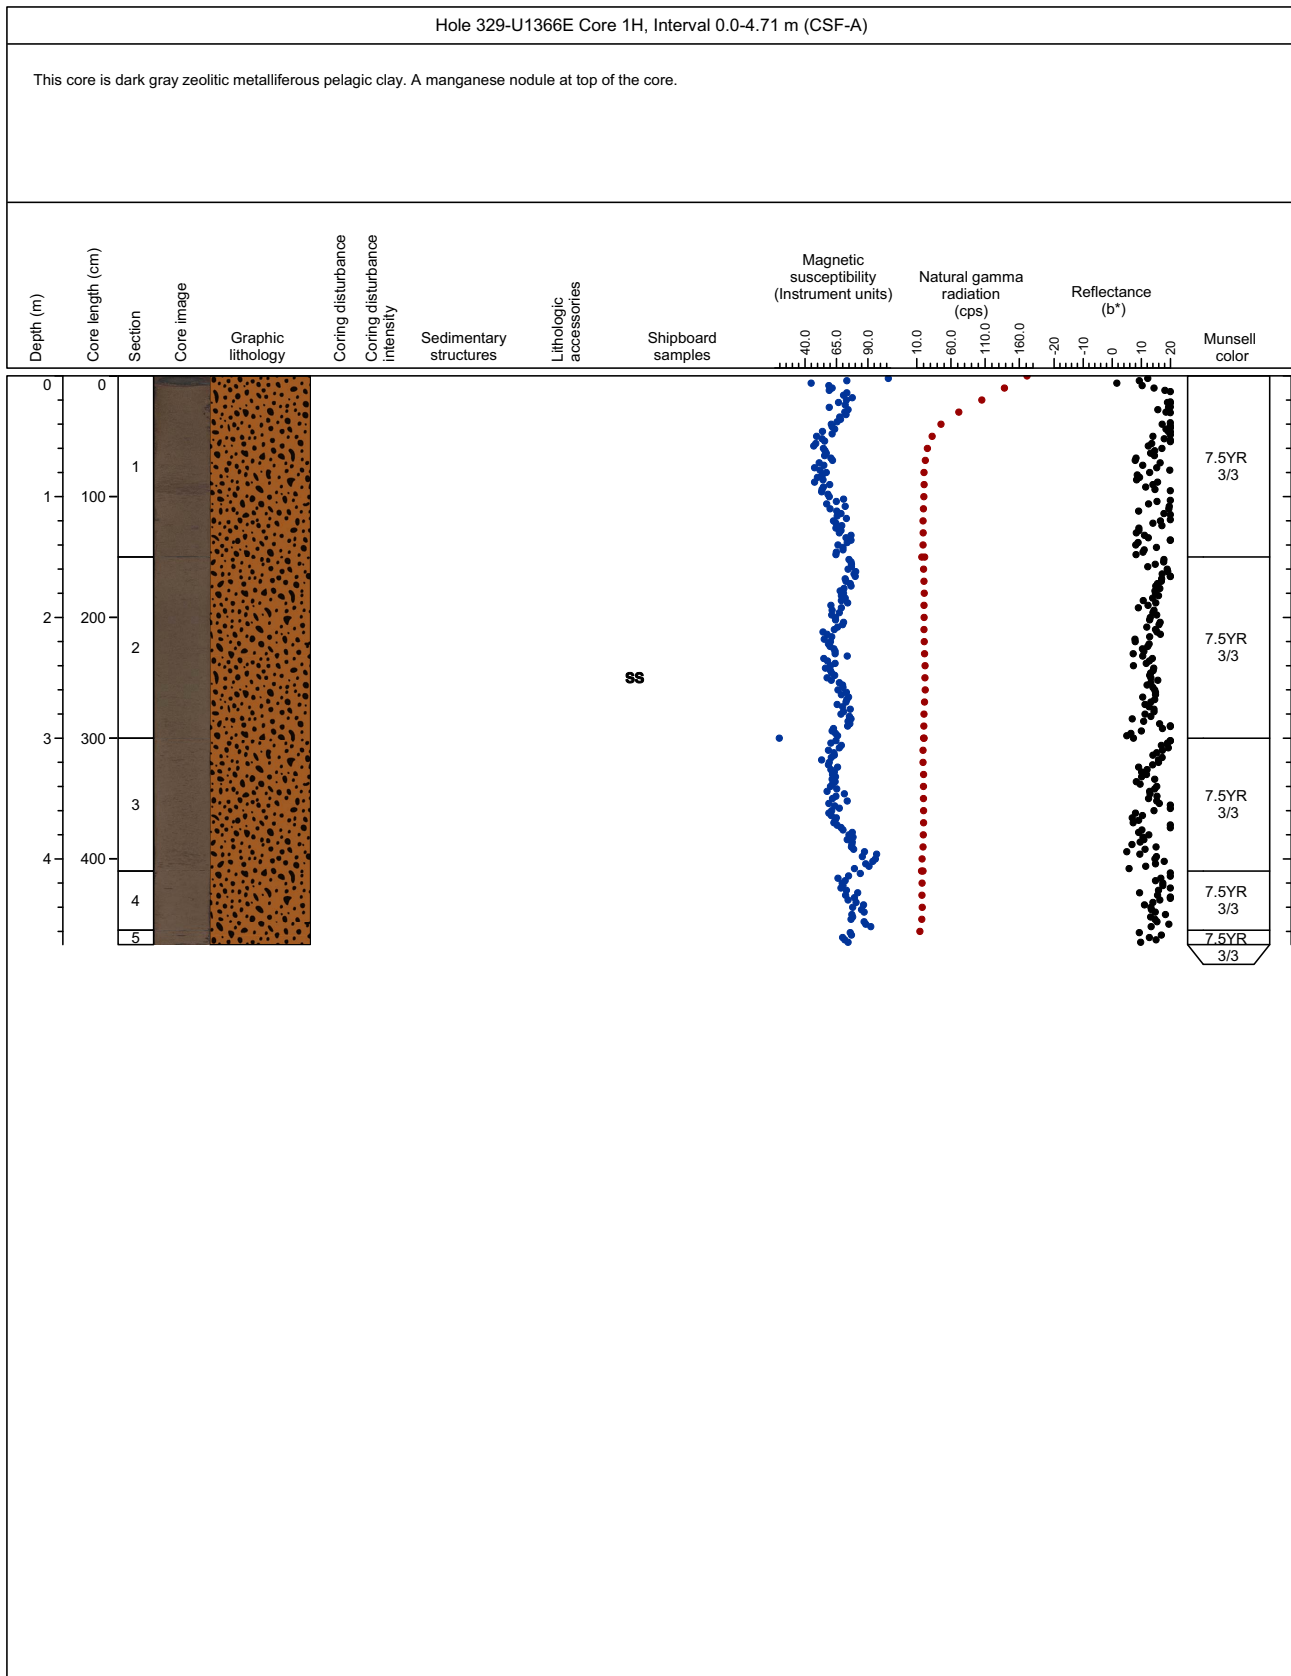 Hole 329-U1366E Core 1H, Interval 0.0-4.71 m (CSF-A)
This core is dark gray zeolitic metalliferous pelagic clay. A manganese nodule at top of the core.
Depth (m)
Core length (cm)
Section
Core image
Graphic
lithology
Coring disturbance
Coring disturbance
intensity
Sedimentary
structures
Lithologic
accessories
Shipboard
samples
Magnetic
susceptibility
(Instrument units)
40.0
65.0
90.0
Natural gamma
radiation
(cps)
10.0
60.0
110.0
160.0
Reflectance
(b*)
-20
-10
0
10
20
Munsell
color
0
1
2
3
4
0
100
200
300
400
1
2
3
4
5
SS
7.5YR
3/3
7.5YR
3/3
7.5YR
3/3
7.5YR
3/3
7.5YR
3/3